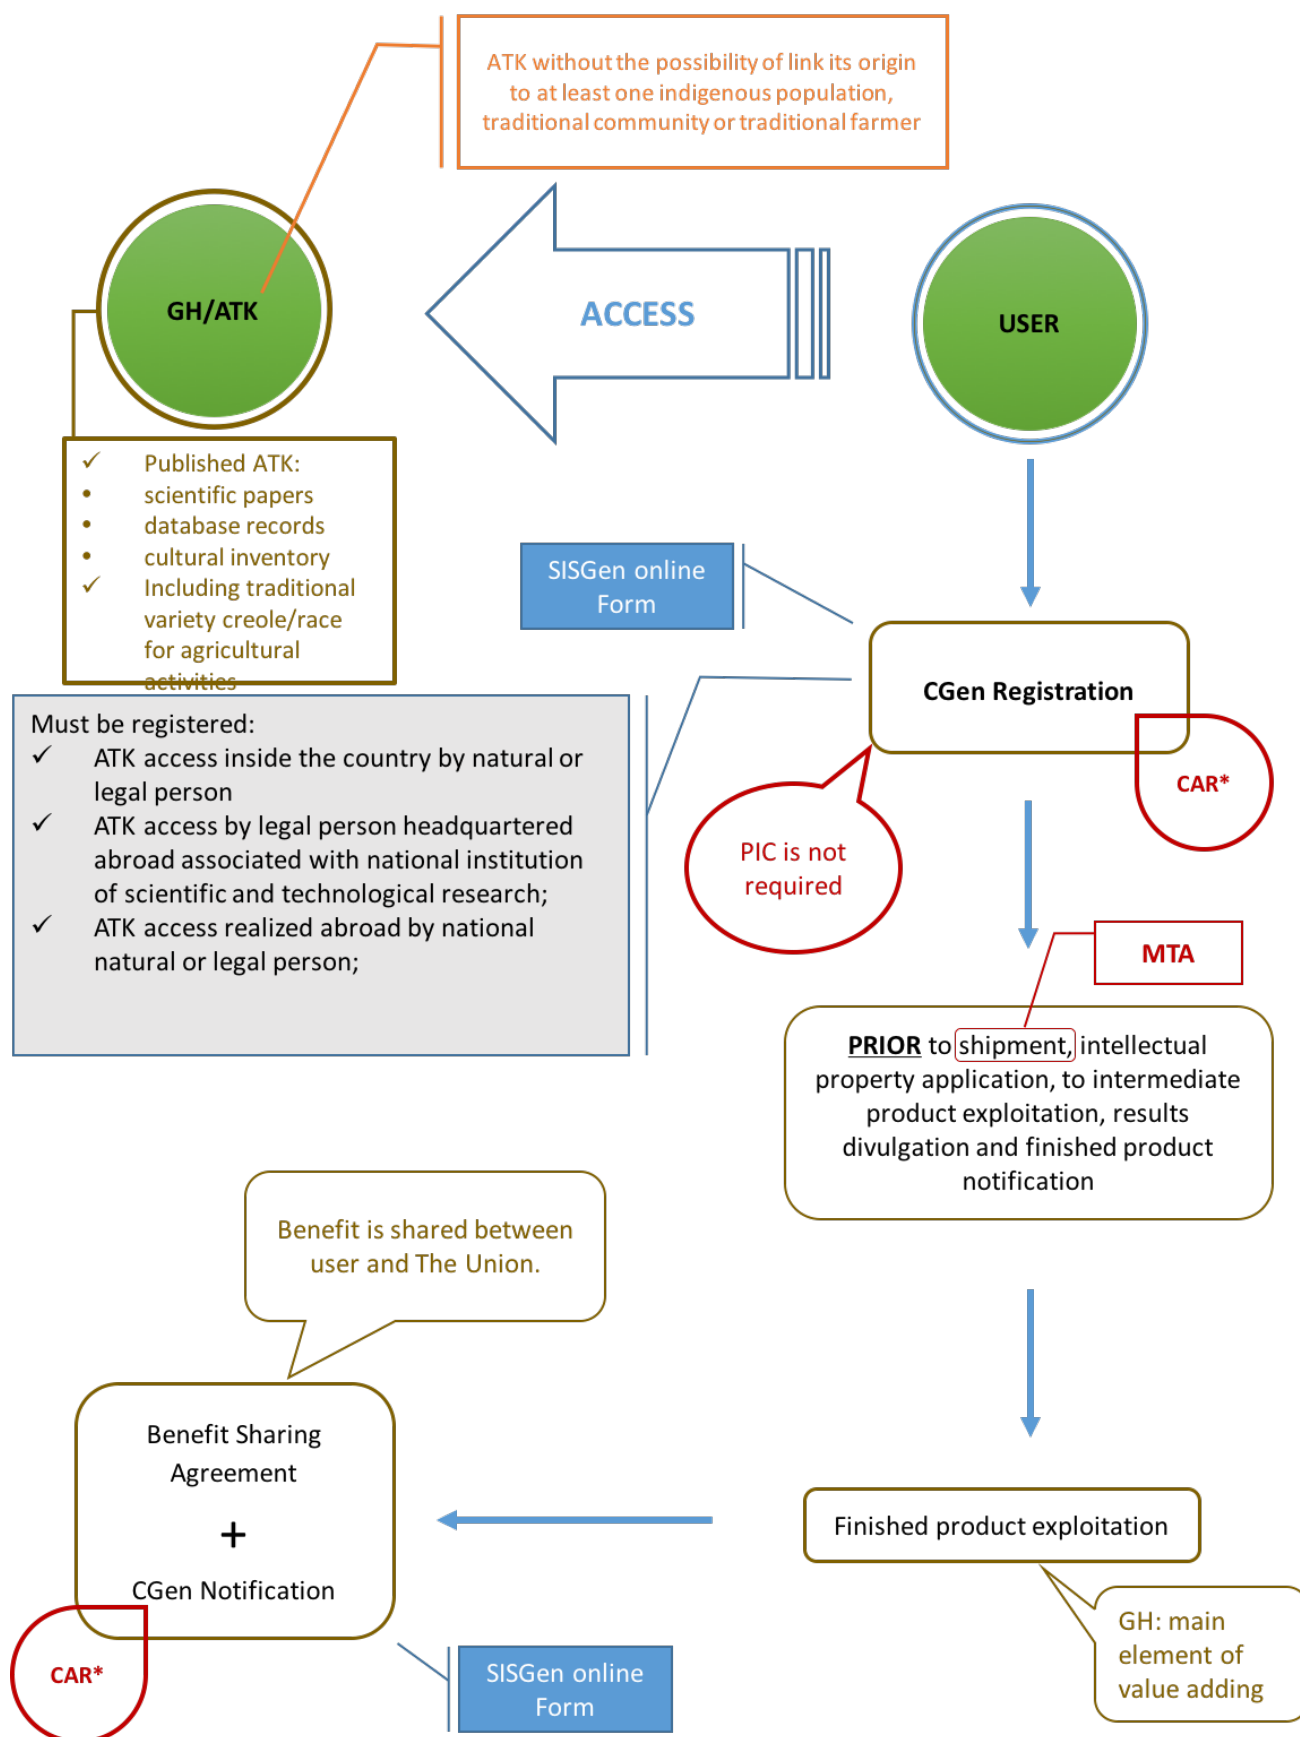 ATK without the possibility of link its origin
to at least one indigenous population,
traditional community or traditional farmer
GH/ATK
ACCESS
USER
✓ Published ATK:
• scientific papers
• database records
• cultural inventory
✓ Including traditional
variety creole/race
for agricultural
activities
SISGen online
Form
CGen Registration
CAR*
PIC is not
required
Must be registered:
✓ ATK access inside the country by natural or
legal person
✓ ATK access by legal person headquartered
abroad associated with national institution
of scientific and technological research;
✓ ATK access realized abroad by national
natural or legal person;
MTA
PRIOR to shipment, intellectual
property application, to intermediate
product exploitation, results
divulgation and finished product
notification
Benefit is shared between
user and The Union.
Benefit Sharing
Agreement
+
CGen Notification
CAR*
SISGen online
Form
Finished product exploitation
GH: main
element of
value adding